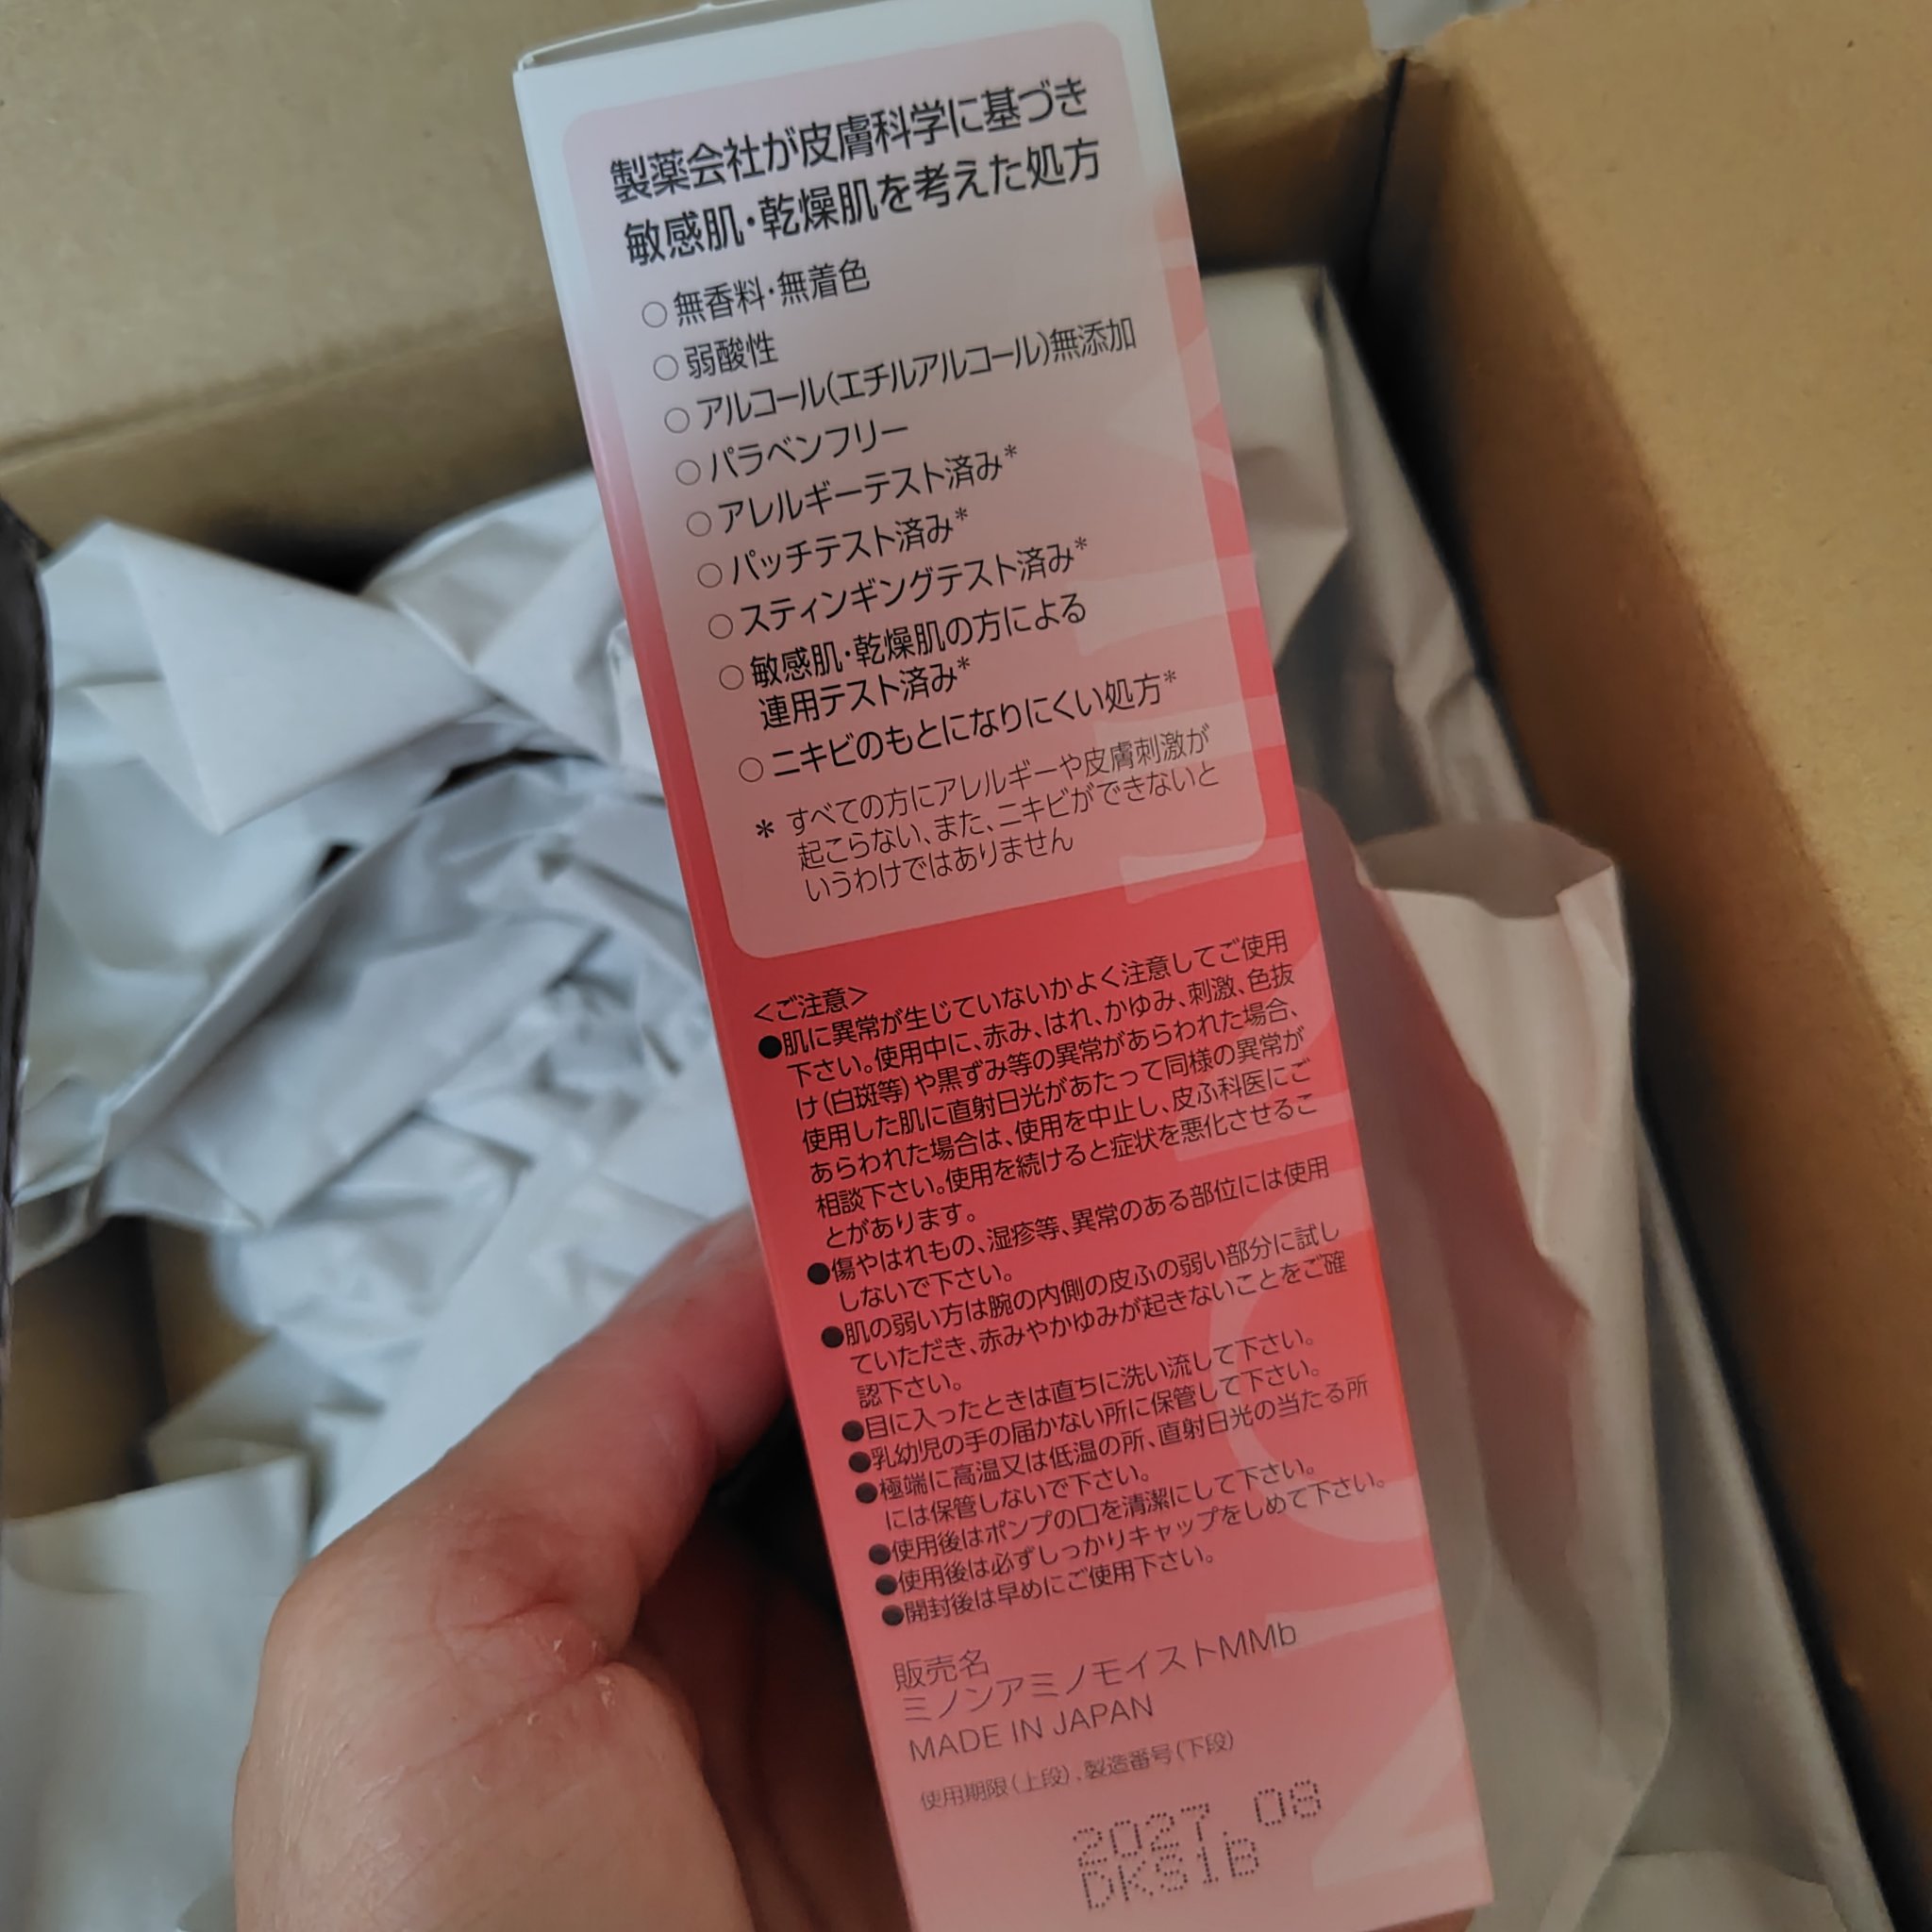 製薬会社が皮膚科学に基づき
敏感肌・乾燥肌を考えた処方
○ 無香料・無着色
○ 弱酸性
○ アルコール(エチルアルコール)無添加
○ パラベンフリー
○ アレルギーテスト済み*
○ パッチテスト済み*
○ スティンギングテスト済み*
○ 敏感肌・乾燥肌の方による
連用テスト済み*
○ ニキビのもとになりにくい処方*
* すべての方にアレルギーや皮膚刺激が
起こらない、また、ニキビができないと
いうわけではありません
<ご注意>
●肌に異常が生じていないかよく注意してご使用
下さい。使用中に、赤み、はれ、かゆみ、刺激、色抜
け(白斑等)や黒ずみ等の異常があらわれた場合、
使用した肌に直射日光があたって同様の異常が
あらわれた場合は、使用を中止し、皮ふ科医にご
相談下さい。使用を続けると症状を悪化させるこ
とがあります。
●傷やはれもの、湿疹等、異常のある部位には使用
しないで下さい。
●肌の弱い方は腕の内側の皮ふの弱い部分に試し
ていただき、赤みやかゆみが起きないことをご確
認下さい。
●目に入ったときは直ちに洗い流して下さい。
●乳幼児の手の届かない所に保管して下さい。
●極端に高温又は低温の所、直射日光の当たる所
には保管しないで下さい。
●使用後はポンプの口を清潔にして下さい。
●使用後は必ずしっかりキャップをしめて下さい。
●開封後は早めにご使用下さい。
販売名
ミノンアミノモイストMMb
MADE IN JAPAN
使用期限(上段)、製造番号(下段)
2027.08
DKS1B